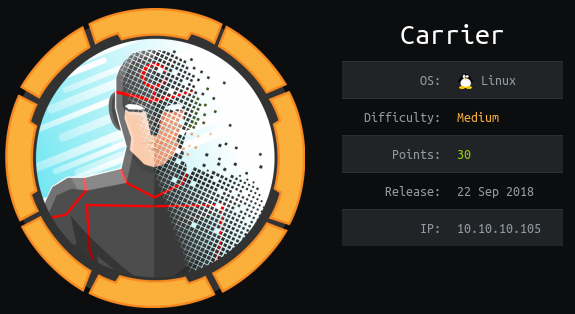 Carrier
OS: Linux
Difficulty: Medium
Points: 30
Release: 22 Sep 2018
IP: 10.10.10.105